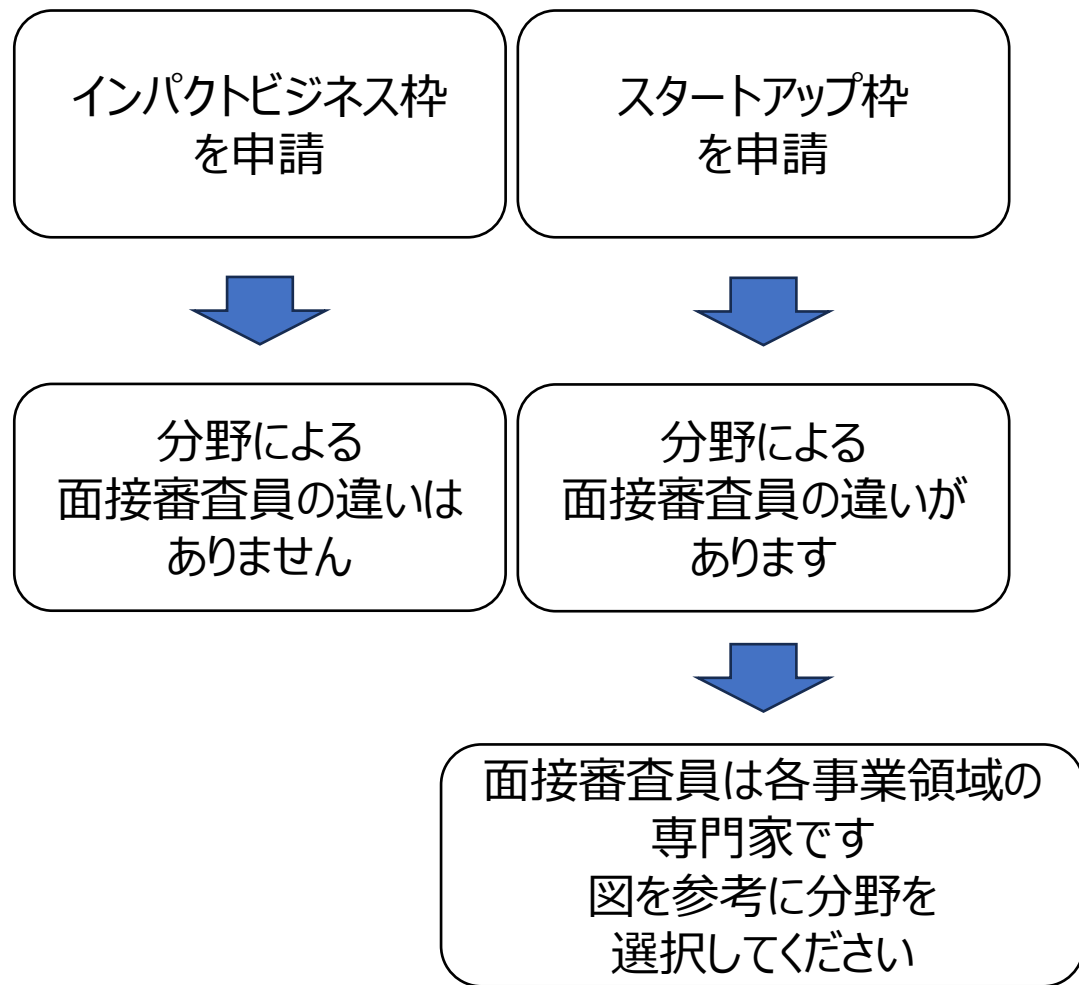 インパクトビジネス枠
を申請
スタートアップ枠
を申請
分野による
面接審査員の違いは
ありません
分野による
面接審査員の違いが
あります
面接審査員は各事業領域の
専門家です
図を参考に分野を
選択してください